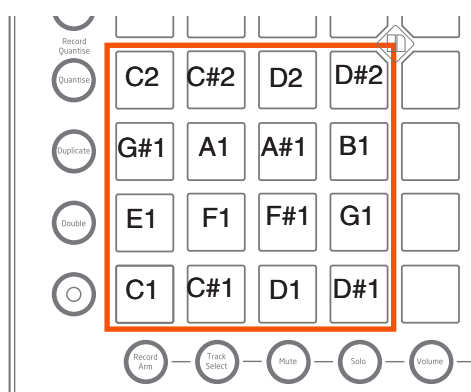 Record
Quantise
Quantise
C2 C#2 D2 D#2
Duplicate
G#1 A1 A#1 B1
Double
E1 F1 F#1 G1
C1 C#1 D1 D#1
Record
Arm
Track
Select
Mute
Solo
Volume